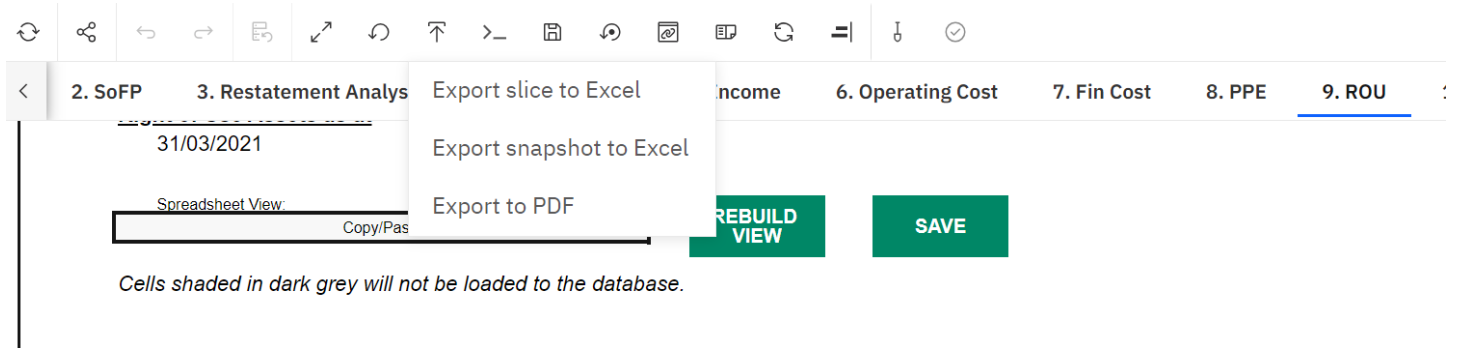 2. SoFP 3. Restatement Analys ncome 6. Operating Cost 7. Fin Cost 8. PPE 9. ROU
Export slice to Excel
Export snapshot to Excel
Export to PDF
31/03/2021
Spreadsheet View:
Copy/Pas
REBUILD
VIEW
SAVE
Cells shaded in dark grey will not be loaded to the database.